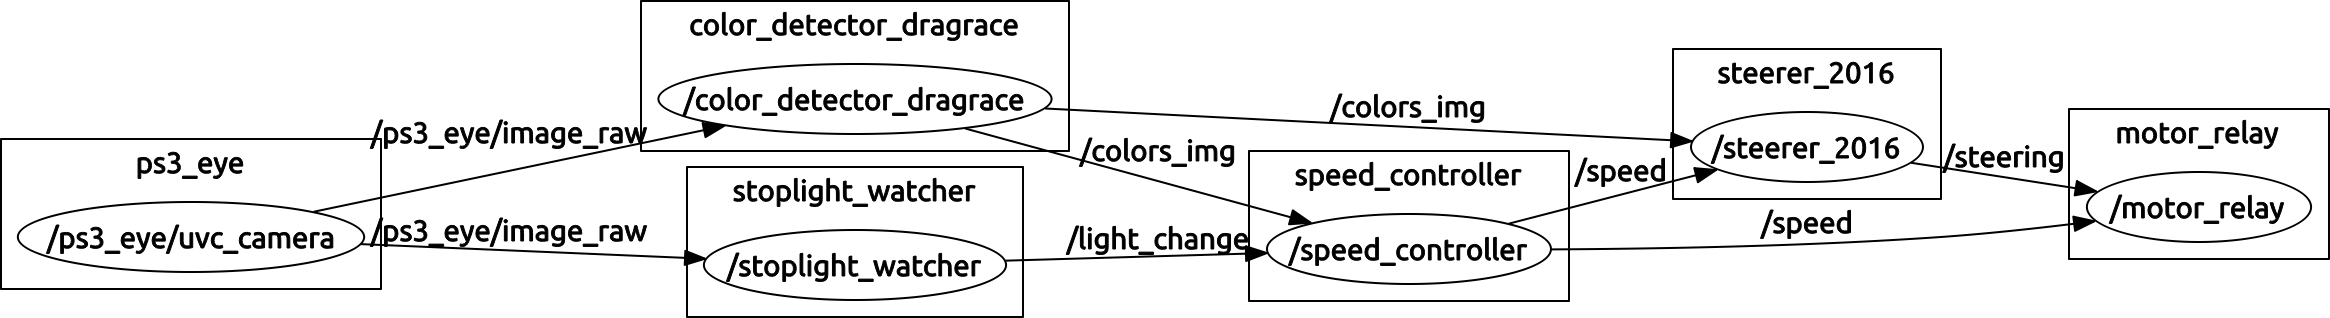 ps3_eye
/ps3_eye/uvc_camera
/ps3_eye/image_raw
/ps3_eye/image_raw
color_detector_dragrace
/color_detector_dragrace
stoplight_watcher
/stoplight_watcher
/colors_img
/colors_img
/light_change
speed_controller
/speed_controller
/speed
/speed
steerer_2016
/steerer_2016
/steering
motor_relay
/motor_relay